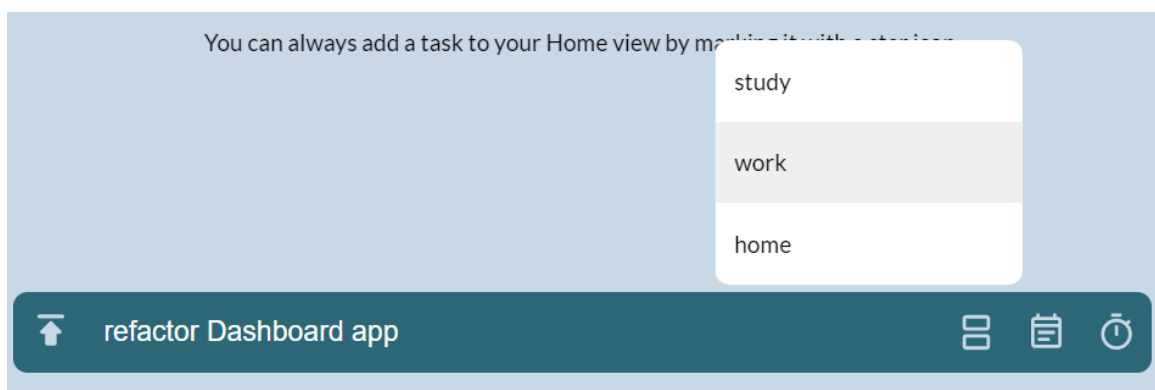 You can always add a task to your Home view by
study
work
home
refactor Dashboard app